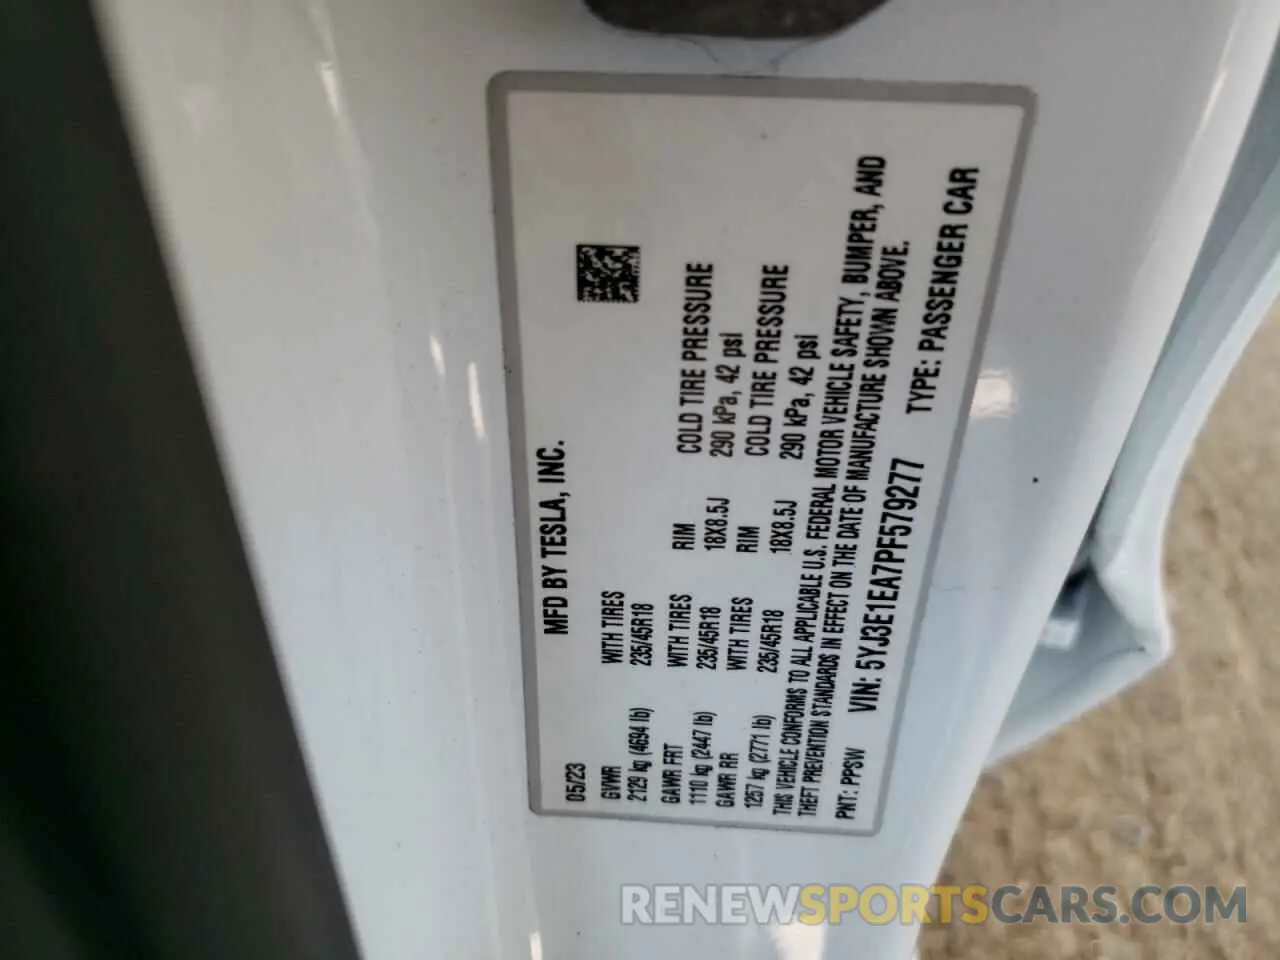 MFD BY TESLA, INC.
05/23
GVWR WITH TIRES
2129 kg (4694 lb) 235/45R18
GAWR FRT WITH TIRES RIM COLD TIRE PRESSURE
1110 kg (2447 lb) 235/45R18 18X8.5J 290 kPa, 42 psi
GAWR RR WITH TIRES RIM COLD TIRE PRESSURE
1257 kg (2771 lb) 235/45R18 18X8.5J 290 kPa, 42 psi
THIS VEHICLE CONFORMS TO ALL APPLICABLE U.S. FEDERAL MOTOR VEHICLE SAFETY, BUMPER, AND
THEFT PREVENTION STANDARDS IN EFFECT ON THE DATE OF MANUFACTURE SHOWN ABOVE.
PNT: PPSW VIN: 5YJ3E1EA7PF579277 TYPE: PASSENGER CAR
RENEWSPORTSCARS.COM